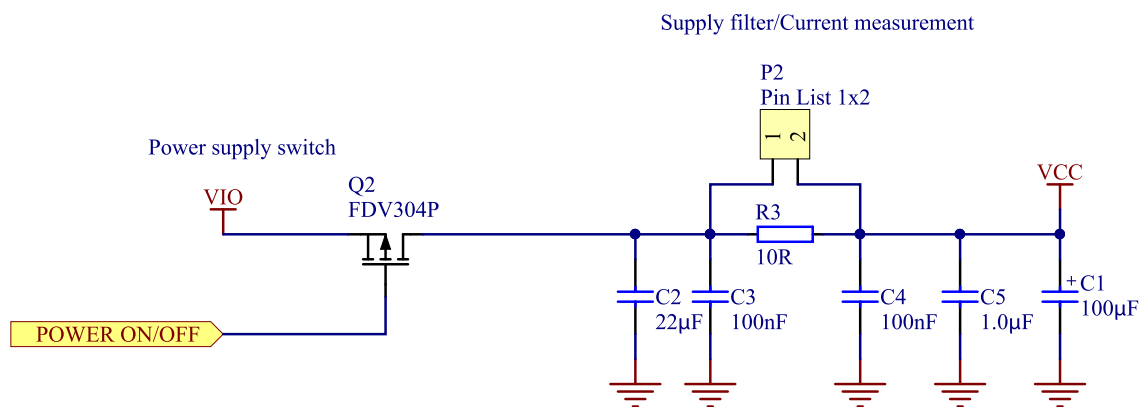 Supply filter/Current measurement
P2
Pin List 1x2
1
2
Power supply switch
VIO
Q2
FDV304P
VCC
R3
10R
C2
22µF
C3
100nF
C4
100nF
C5
1.0µF
+
C1
100µF
POWER ON/OFF